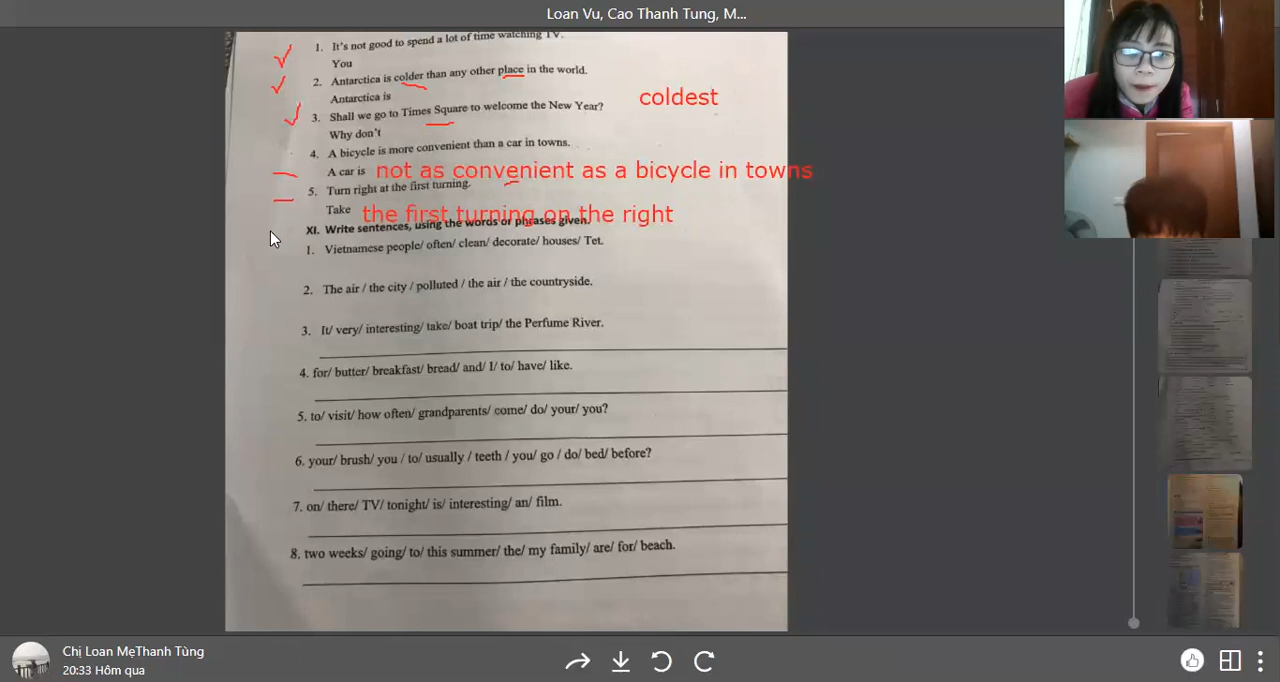 Loan Vu, Cao Thanh Tung, M...
1. It's not good to spend a lot of time watching TV.
You
2. Antarctica is colder than any other place in the world.
Antarctica is
coldest
3. Shall we go to Times Square to welcome the New Year?
Why don't
4. A bicycle is more convenient than a car in towns.
A car is not as convenient as a bicycle in towns
5. Turn right at the first turning.
Take the first turning on the right
XI. Write sentences, using the words or phrases given.
1. Vietnamese people/ often/ clean/ decorate/ houses/ Tet.
2. The air / the city / polluted / the air / the countryside.
3. It/ very/ interesting/ take/ boat trip/ the Perfume River.
4. for/ butter/ breakfast/ bread/ and/ I/ to/ have/ like.
5. to/ visit/ how often/ grandparents/ come/ do/ your/ you?
6. your/ brush/ you / to/ usually / teeth / you/ go / do/ bed/ before?
7. on/ there/ TV/ tonight/ is/ interesting/ an/ film.
8. two weeks/ going/ to/ this summer/ the/ my family/ are/ for/ beach.
Chị Loan MẹThanh Tùng
20:33 Hôm qua